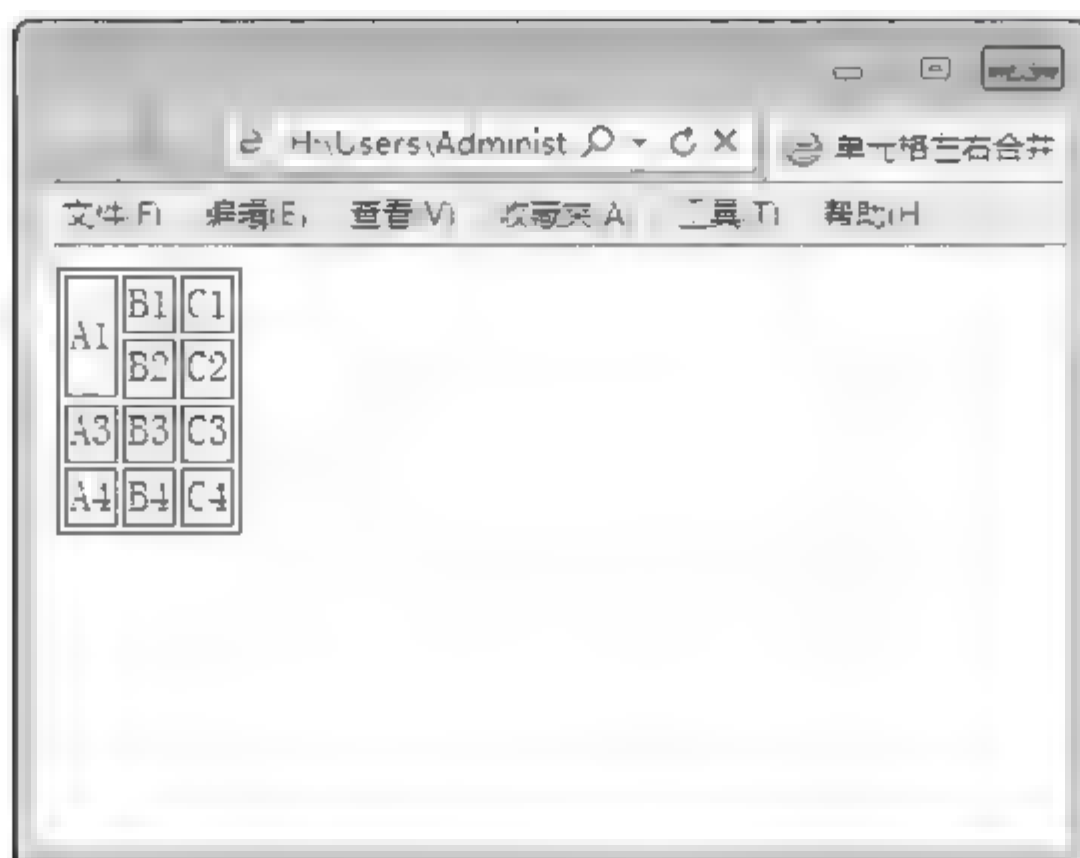 H:\Users\Administ 单元格左右合并
文件(F) 编辑(E) 查看(V) 收藏夹(A) 工具(T) 帮助(H
A1 B1 C1
B2 C2
A3 B3 C3
A4 B4 C4